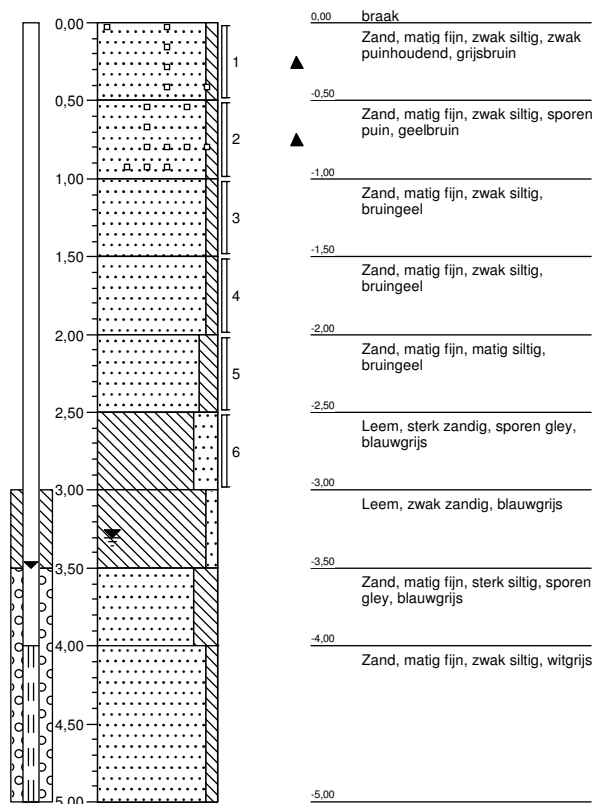 0,00
0,50
1,00
1,50
2,00
2,50
3,00
3,50
4,00
4,50
5,00
1
2
3
4
5
6
0,00 braak
Zand, matig fijn, zwak siltig, zwak
puinhoudend, grijsbruin
-0,50
Zand, matig fijn, zwak siltig, sporen
puin, geelbruin
-1,00
Zand, matig fijn, zwak siltig,
bruingeel
-1,50
Zand, matig fijn, zwak siltig,
bruingeel
-2,00
Zand, matig fijn, matig siltig,
bruingeel
-2,50
Leem, sterk zandig, sporen gley,
blauwgrijs
-3,00
Leem, zwak zandig, blauwgrijs
-3,50
Zand, matig fijn, sterk siltig, sporen
gley, blauwgrijs
-4,00
Zand, matig fijn, zwak siltig, witgrijs
-5,00